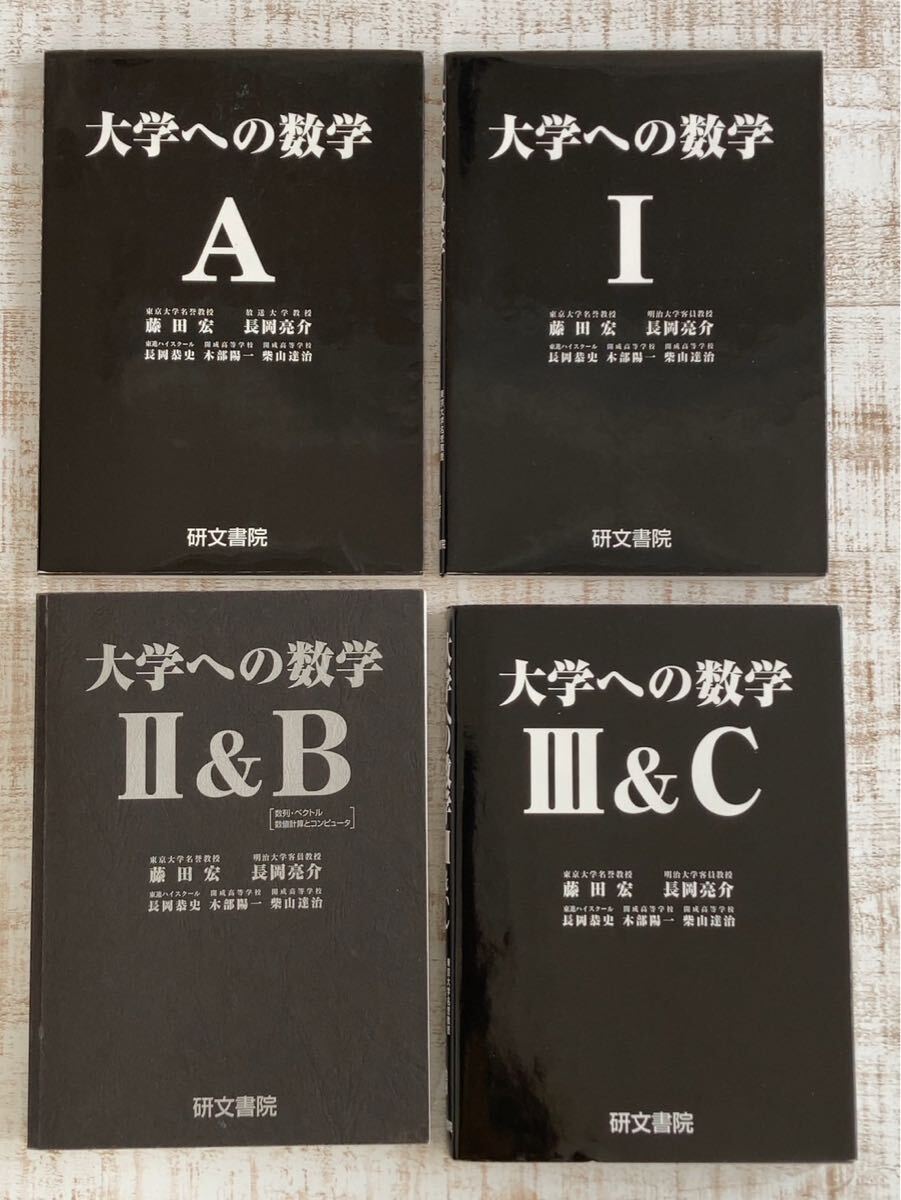 大学への数学
A
東京大学名誉教授 放送大学教授
藤田宏 長岡亮介
東進ハイスクール 開成高等学校 開成高等学校
長岡恭史 木部陽一 柴山達治
研文書院
大学への数学
I
東京大学名誉教授 明治大学客員教授
藤田宏 長岡亮介
東進ハイスクール 開成高等学校 開成高等学校
長岡恭史 木部陽一 柴山達治
研文書院
大学への数学
II&B
[数列・ベクトル
数値計算とコンピュータ]
東京大学名誉教授 明治大学客員教授
藤田宏 長岡亮介
東進ハイスクール 開成高等学校 開成高等学校
長岡恭史 木部陽一 柴山達治
研文書院
大学への数学
III&C
東京大学名誉教授 明治大学客員教授
藤田宏 長岡亮介
東進ハイスクール 開成高等学校 開成高等学校
長岡恭史 木部陽一 柴山達治
研文書院